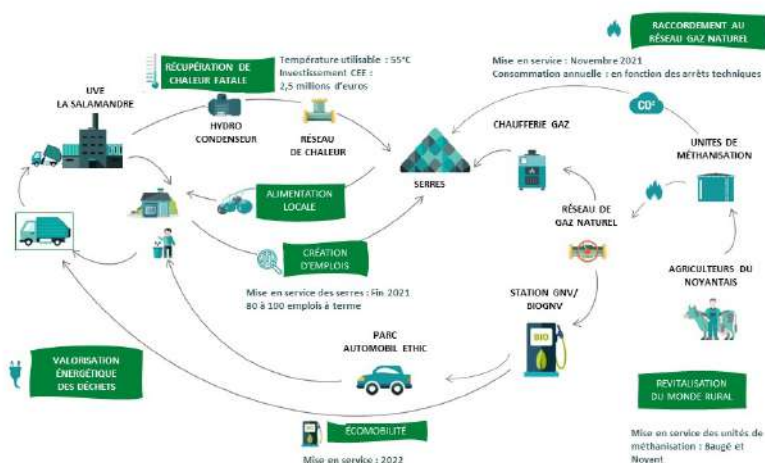 RACCORDEMENT AU
RÉSEAU GAZ NATUREL
Mise en service : Novembre 2021
Consommation annuelle : en fonction des arrêts techniques
RÉCUPÉRATION DE
CHALEUR FATALE
Température utilisable : 55°C
Investissement CEE :
2,5 millions d'euros
UVE
LA SALAMANDRE
HYDRO
CONDENSEUR
RÉSEAU
DE CHALEUR
SERRES
CHAUFFERIE GAZ
CO²
UNITES DE
MÉTHANISATION
ALIMENTATION
LOCALE
RÉSEAU DE
GAZ NATUREL
CRÉATION
D'EMPLOIS
Mise en service des serres : Fin 2021
80 à 100 emplois à terme
AGRICULTEURS DU
NOYANTAIS
STATION GNV/
BIOGNV
BIO
PARC
AUTOMOBIL ETHIC
VALORISATION
ÉNERGÉTIQUE
DES DÉCHETS
REVITALISATION
DU MONDE RURAL
Mise en service des unités de
méthanisation : Baugé et
Noyant
ÉCOMOBILITÉ
Mise en service : 2022